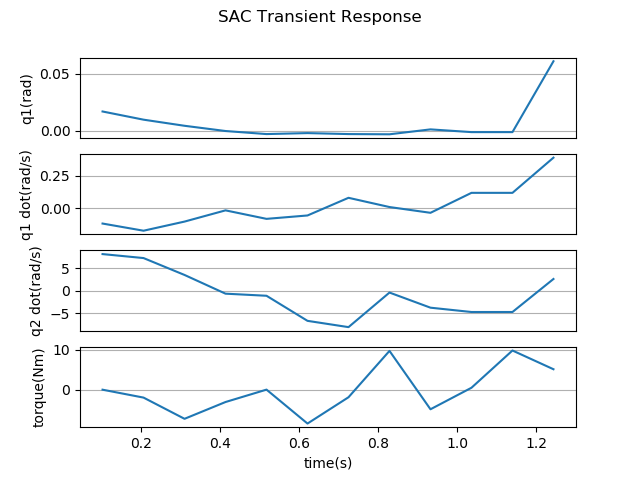 SAC Transient Response
q1(rad)
0.05
0.00
q1 dot(rad/s)
0.25
0.00
q2 dot(rad/s)
5
0
−5
torque(Nm)
10
0
0.2 0.4 0.6 0.8 1.0 1.2
time(s)